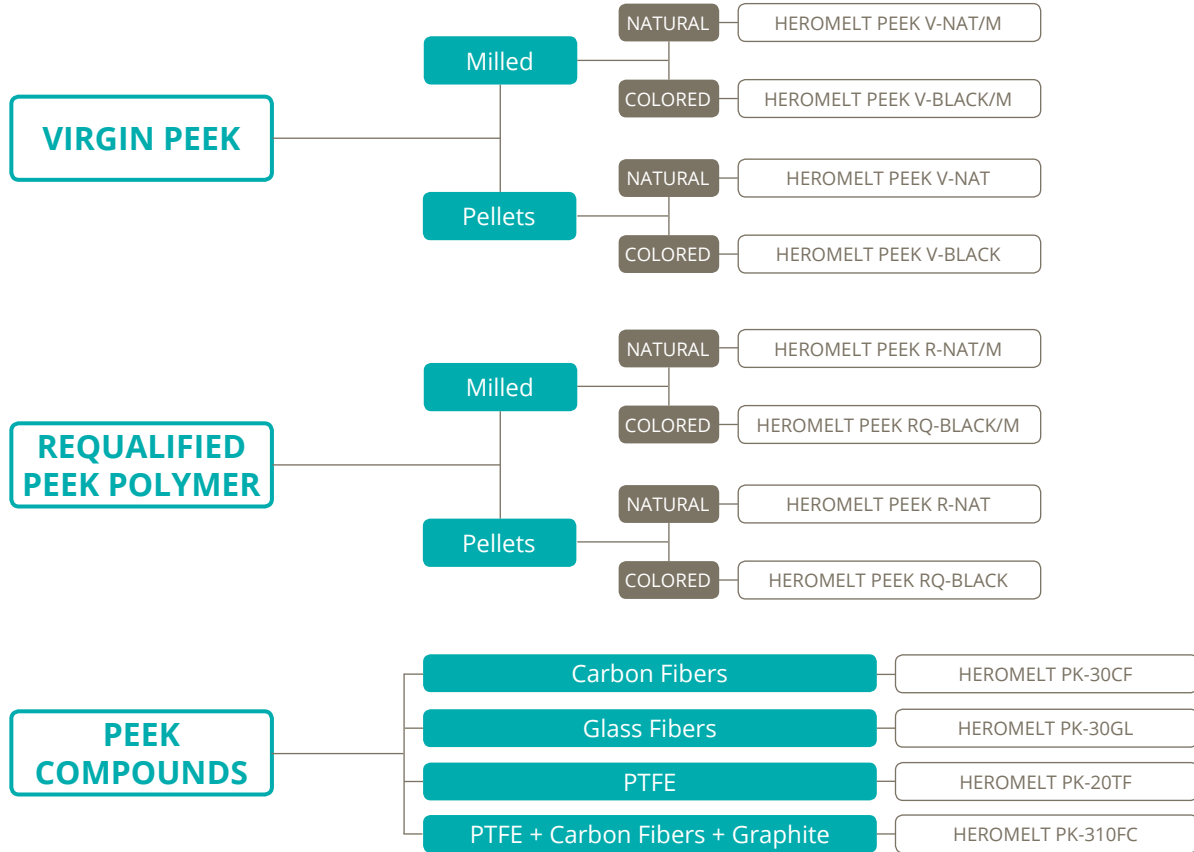 VIRGIN PEEK
Milled
NATURAL
HEROMELT PEEK V-NAT/M
COLORED
HEROMELT PEEK V-BLACK/M
Pellets
NATURAL
HEROMELT PEEK V-NAT
COLORED
HEROMELT PEEK V-BLACK
REQUALIFIED
PEEK POLYMER
Milled
NATURAL
HEROMELT PEEK R-NAT/M
COLORED
HEROMELT PEEK RQ-BLACK/M
Pellets
NATURAL
HEROMELT PEEK R-NAT
COLORED
HEROMELT PEEK RQ-BLACK
PEEK
COMPOUNDS
Carbon Fibers
HEROMELT PK-30CF
Glass Fibers
HEROMELT PK-30GL
PTFE
HEROMELT PK-20TF
PTFE + Carbon Fibers + Graphite
HEROMELT PK-310FC